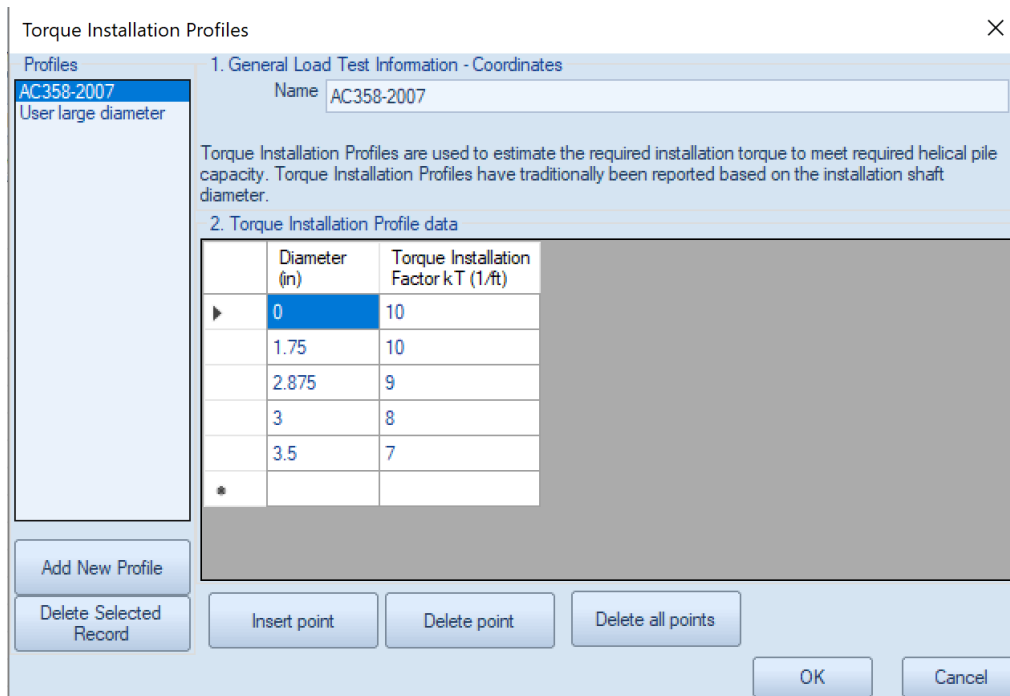 Torque Installation Profiles
Profiles
AC358-2007
User large diameter
1. General Load Test Information - Coordinates
Name AC358-2007
Torque Installation Profiles are used to estimate the required installation torque to meet required helical pile
capacity. Torque Installation Profiles have traditionally been reported based on the installation shaft
diameter.
2. Torque Installation Profile data
Diameter
(in)
Torque Installation
Factor kT (1/ft)
0 10
1.75 10
2.875 9
3 8
3.5 7
Add New Profile
Delete Selected
Record
Insert point
Delete point
Delete all points
OK
Cancel